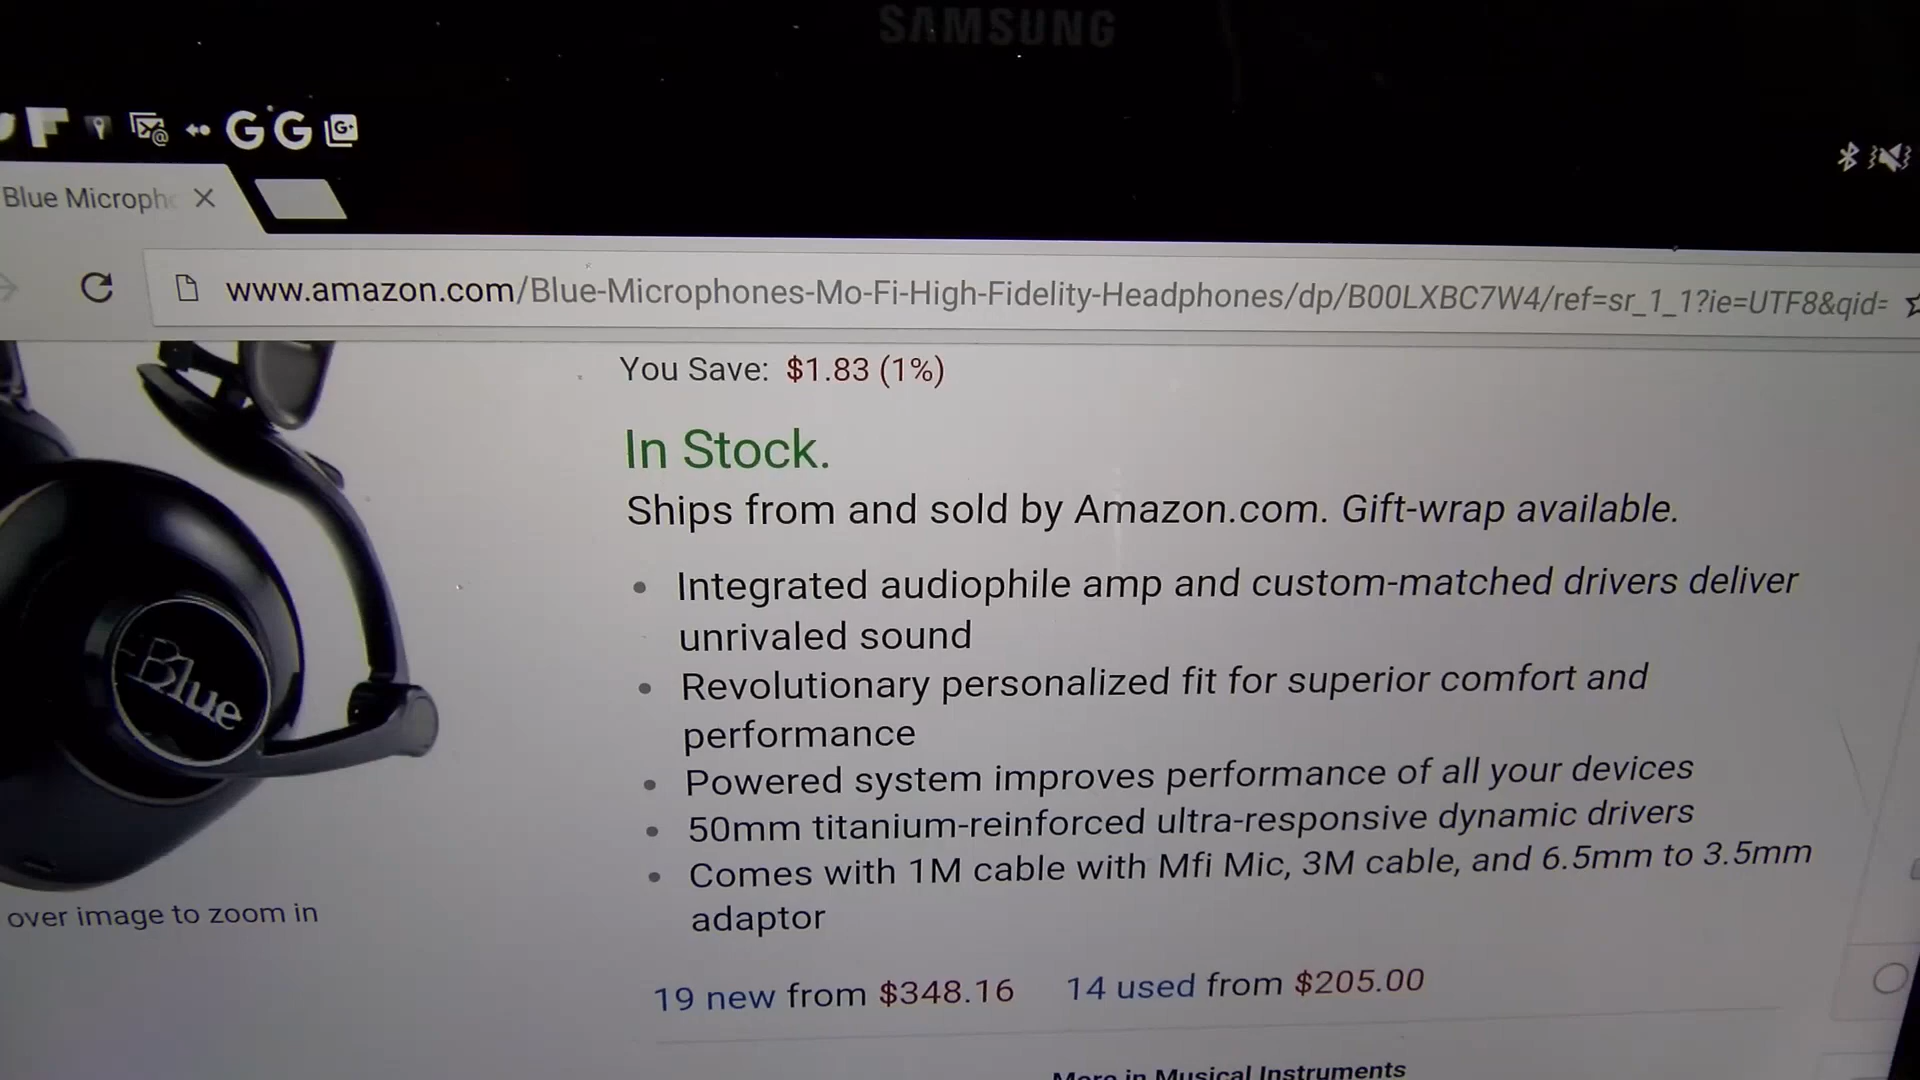 SAMSUNG
GG G+
Blue Micropho
www.amazon.com/Blue-Microphones-Mo-Fi-High-Fidelity-Headphones/dp/B00LXBC7W4/ref=sr_1_1?ie=UTF8&qid=
You Save: $1.83 (1%)
In Stock.
Ships from and sold by Amazon.com. Gift-wrap available.
• Integrated audiophile amp and custom-matched drivers deliver
unrivaled sound
• Revolutionary personalized fit for superior comfort and
performance
• Powered system improves performance of all your devices
• 50mm titanium-reinforced ultra-responsive dynamic drivers
• Comes with 1M cable with Mfi Mic, 3M cable, and 6.5mm to 3.5mm
adaptor
Blue
over image to zoom in
19 new from $348.16 14 used from $205.00
More in Musical Instruments